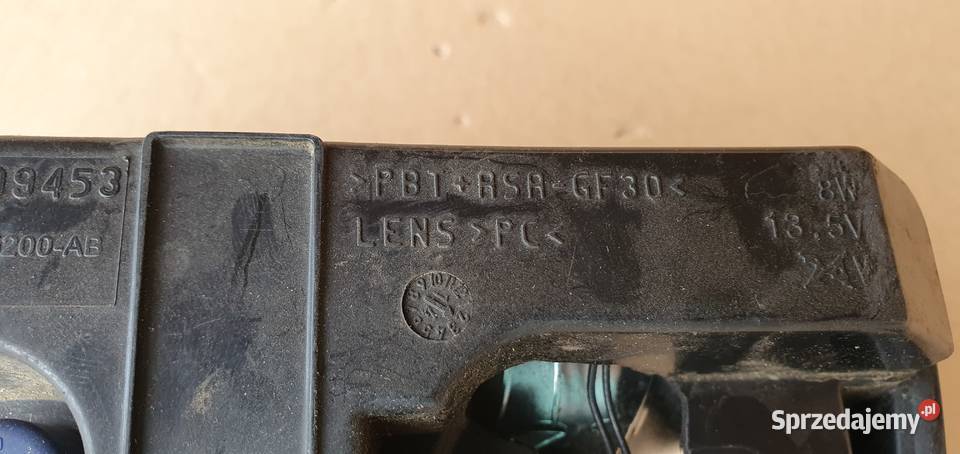 09453
200-AB
>PBT+ASA-GF30<
LENS >PC<
8W
13.5V
Sprzedajemy.pl